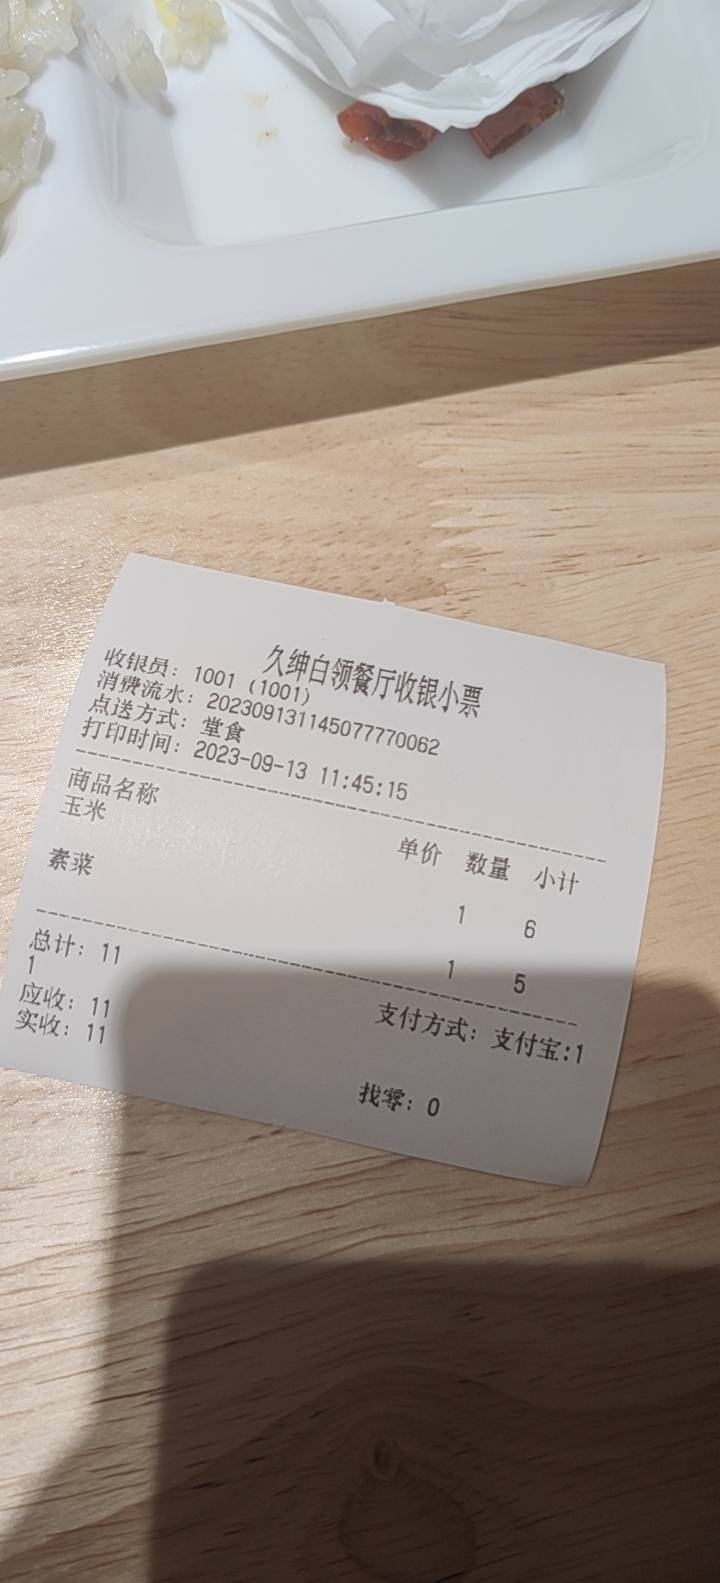 久绅白领餐厅收银小票
收银员: 1001 (1001)
消费流水: 202309131145077770062
点送方式: 堂食
打印时间: 2023-09-13 11:45:15
商品名称 单价 数量 小计
玉米
1 6
素菜
1 5
总计: 11 支付方式: 支付宝:1
1
应收: 11
实收: 11 找零: 0